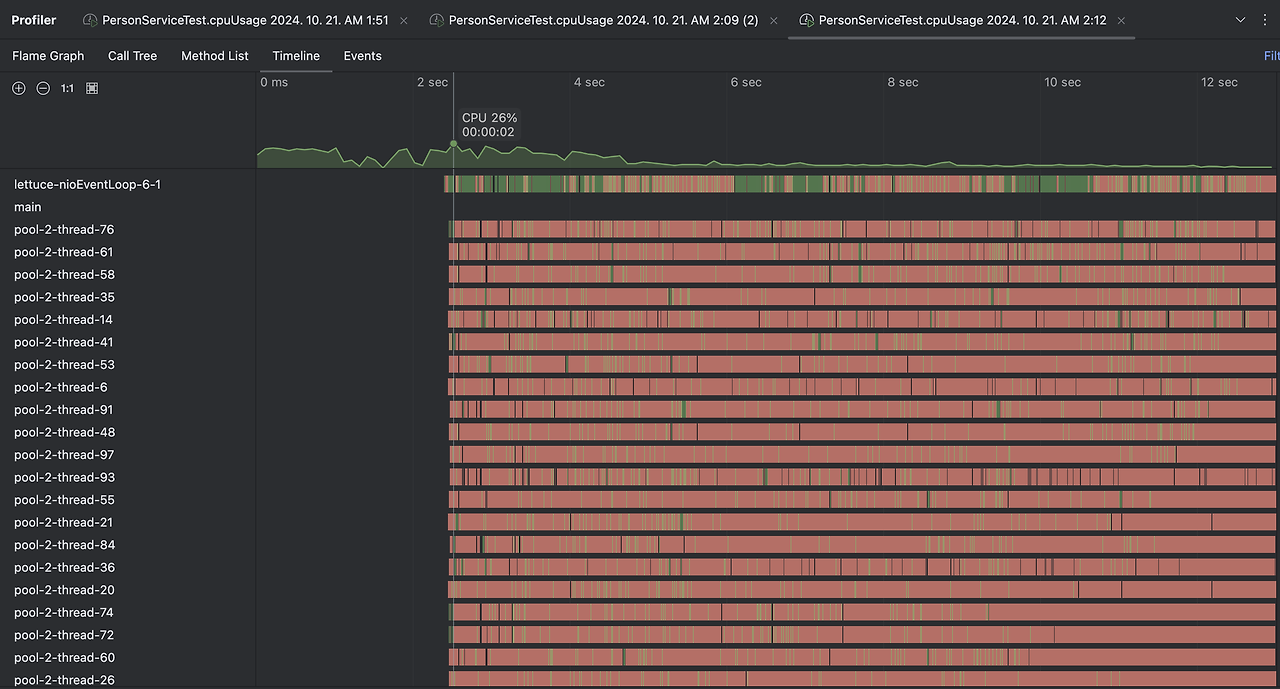 Profiler PersonServiceTest.cpuUsage 2024. 10. 21. AM 1:51 PersonServiceTest.cpuUsage 2024. 10. 21. AM 2:09 (2) PersonServiceTest.cpuUsage 2024. 10. 21. AM 2:12
Flame Graph Call Tree Method List Timeline Events Filt
1:1 0 ms 2 sec 4 sec 6 sec 8 sec 10 sec 12 sec
CPU 26%
00:00:02
lettuce-nioEventLoop-6-1
main
pool-2-thread-76
pool-2-thread-61
pool-2-thread-58
pool-2-thread-35
pool-2-thread-14
pool-2-thread-41
pool-2-thread-53
pool-2-thread-6
pool-2-thread-91
pool-2-thread-48
pool-2-thread-97
pool-2-thread-93
pool-2-thread-55
pool-2-thread-21
pool-2-thread-84
pool-2-thread-36
pool-2-thread-20
pool-2-thread-74
pool-2-thread-72
pool-2-thread-60
pool-2-thread-26